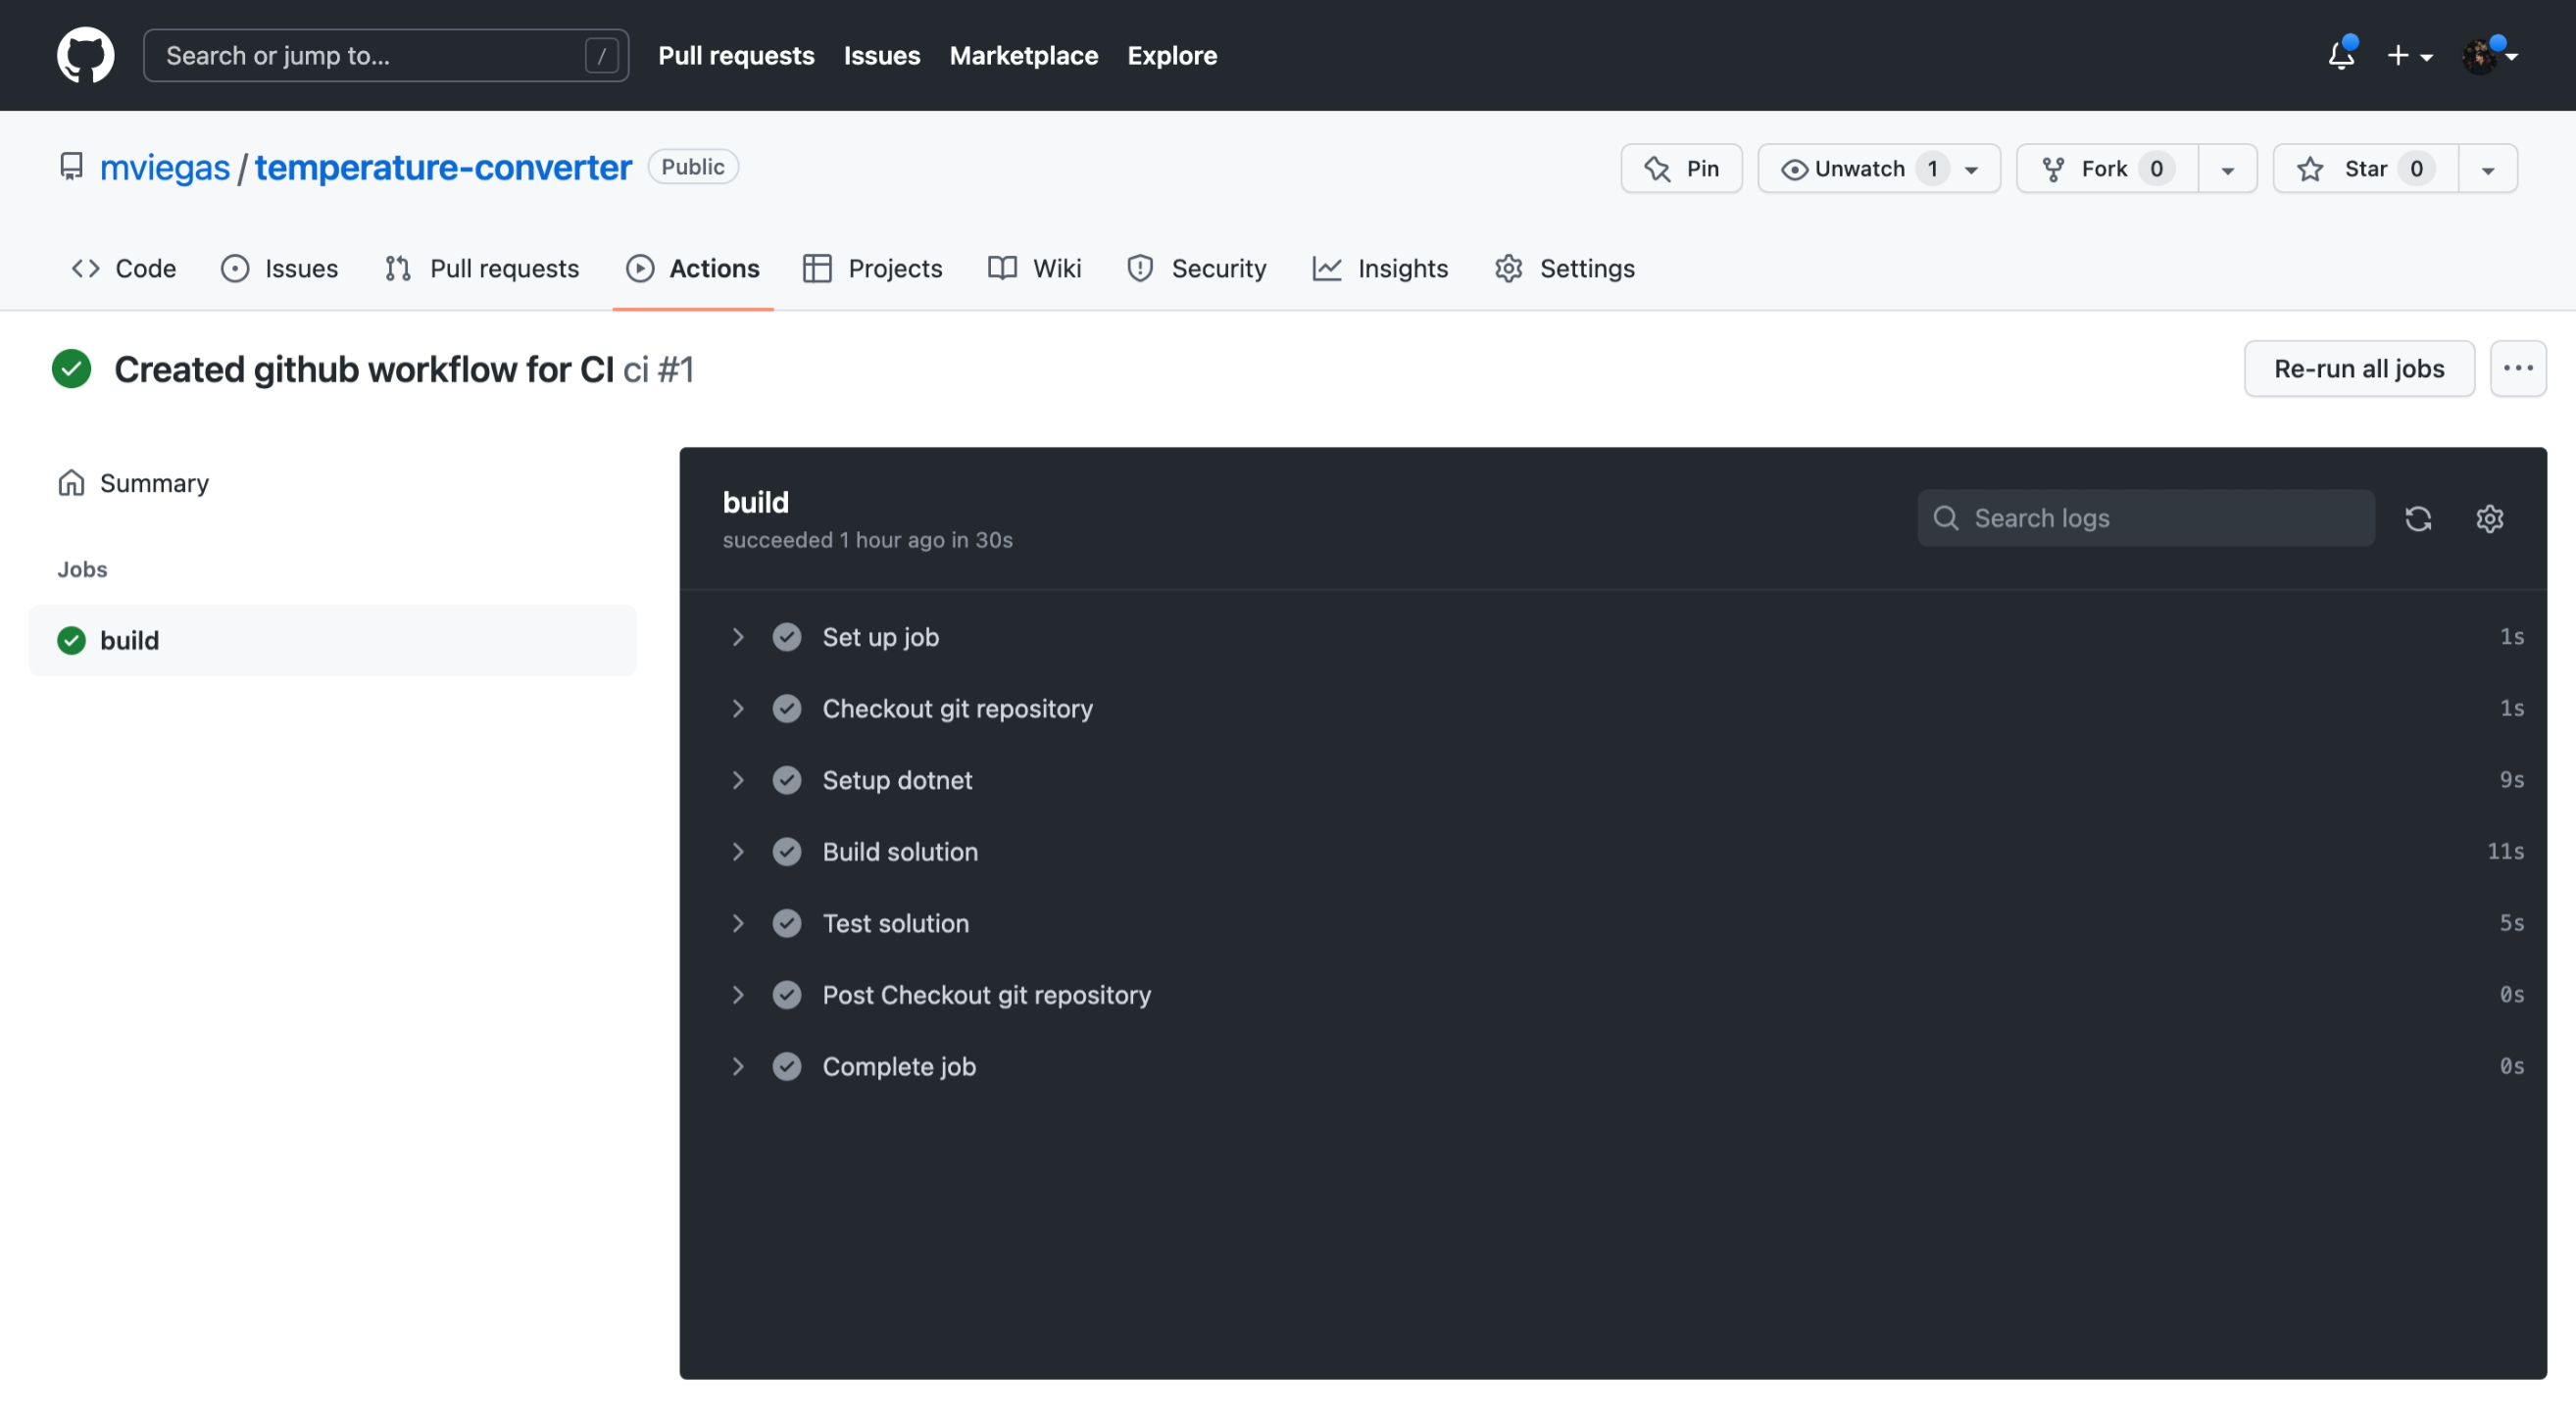 Search or jump to... / Pull requests Issues Marketplace Explore
mviegas / temperature-converter Public Pin Unwatch 1 Fork 0 Star 0
Code Issues Pull requests Actions Projects Wiki Security Insights Settings
Created github workflow for CI ci #1 Re-run all jobs
Summary
Jobs
build
build
succeeded 1 hour ago in 30s
Search logs
Set up job 1s
Checkout git repository 1s
Setup dotnet 9s
Build solution 11s
Test solution 5s
Post Checkout git repository 0s
Complete job 0s